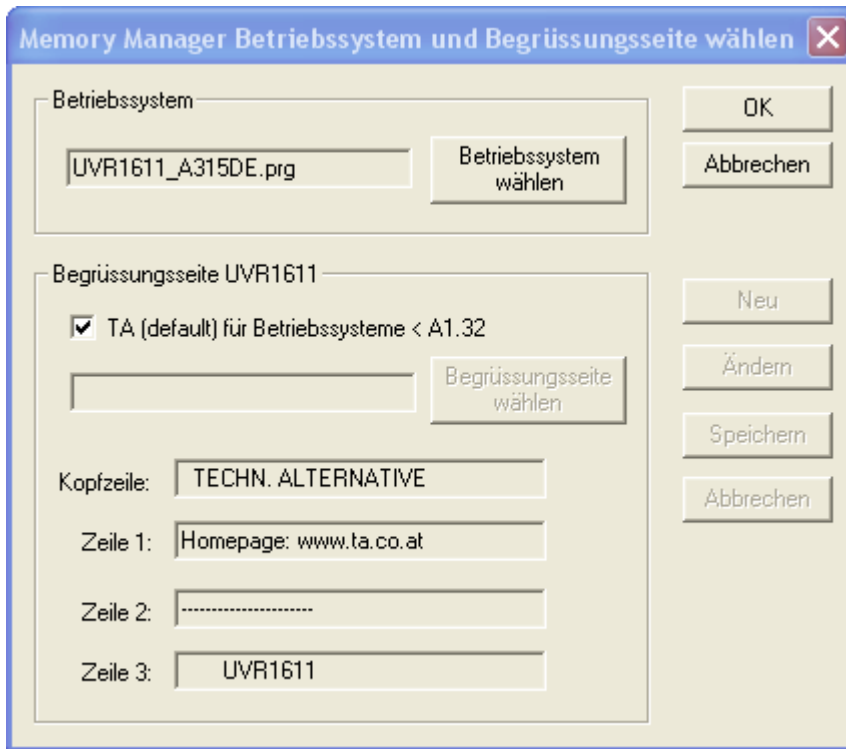 Memory Manager Betriebssystem und Begrüssungsseite wählen
Betriebssystem
UVR1611_A315DE.prg
Betriebssystem
wählen
OK
Abbrechen
Begrüssungsseite UVR1611
TA (default) für Betriebssysteme < A1.32
Begrüssungsseite
wählen
Kopfzeile: TECHN. ALTERNATIVE
Zeile 1: Homepage: www.ta.co.at
Zeile 2: ----------------------
Zeile 3: UVR1611
Neu
Ändern
Speichern
Abbrechen